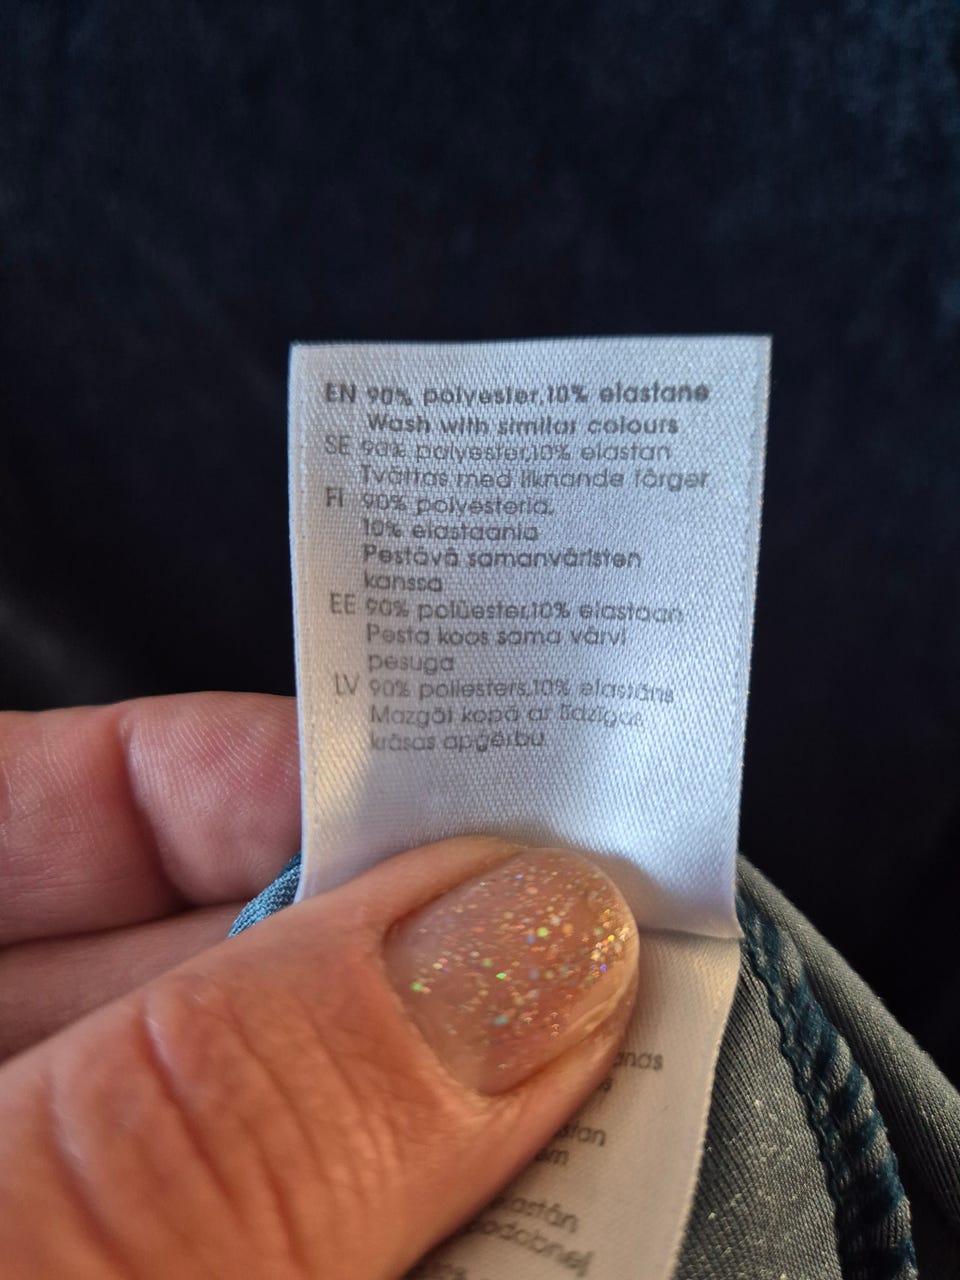 EN 90% polyester,10% elastane
Wash with similar colours
SE 90% polyester,10% elastan
Tvättas med liknande färger
FI 90% polyesteria,
10% elastaania
Pestävä samanväristen
kanssa
EE 90% polüester,10% elastaan
Pesta koos sama värvi
pesuga
LV 90% poliesters,10% elastāns
Mazgāt kopā ar līdzīgas
krāsas apģērbu